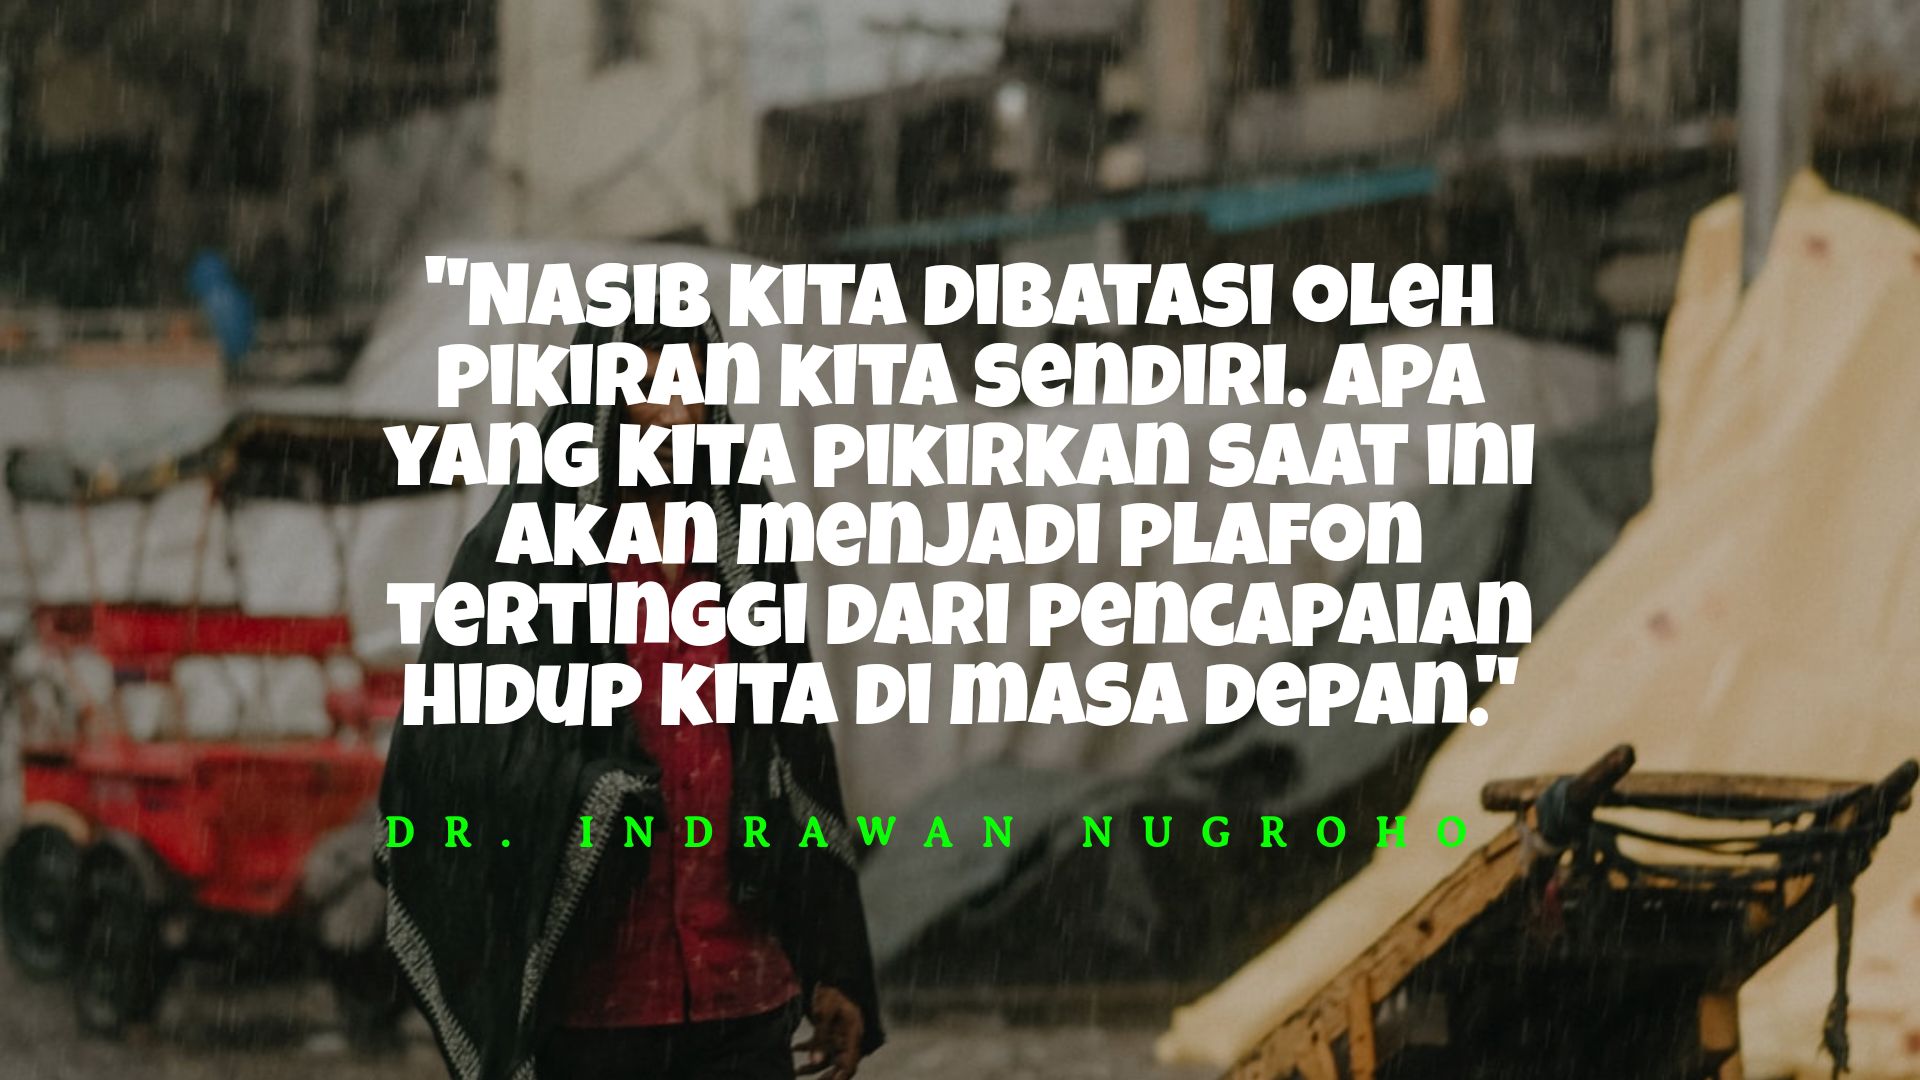 "NASIB KITA DIBATASI OLEH
PIKIRAN KITA SENDIRI. APA
YANG KITA PIKIRKAN SAAT INI
AKAN MENJADI PLAFON
TERTINGGI DARI PENCAPAIAN
HIDUP KITA DI MASA DEPAN."
DR. INDRAWAN NUGROHO